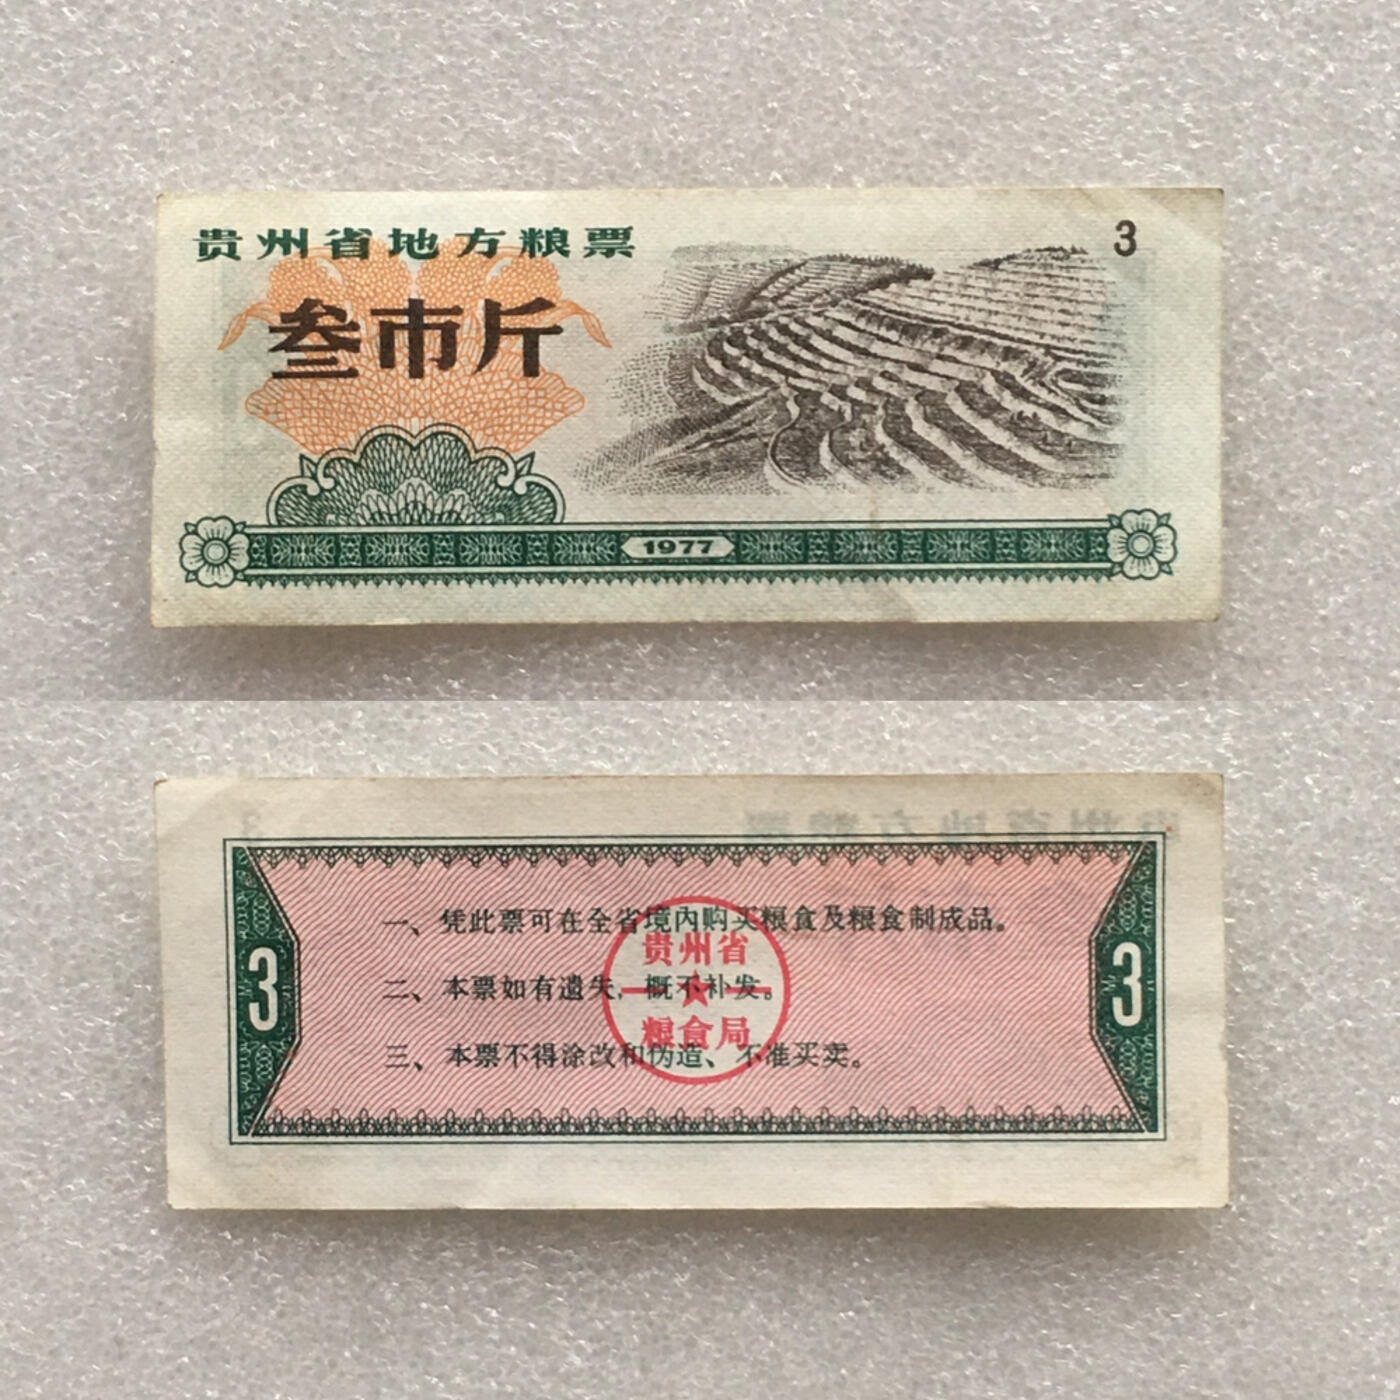 贵州省地方粮票
3
叁市斤
1977
一、凭此票可在全省境内购买粮食及粮食制成品。
二、本票如有遗失，概不补发。
三、本票不得涂改和伪造、不准买卖。
贵州省
粮食局
3
3